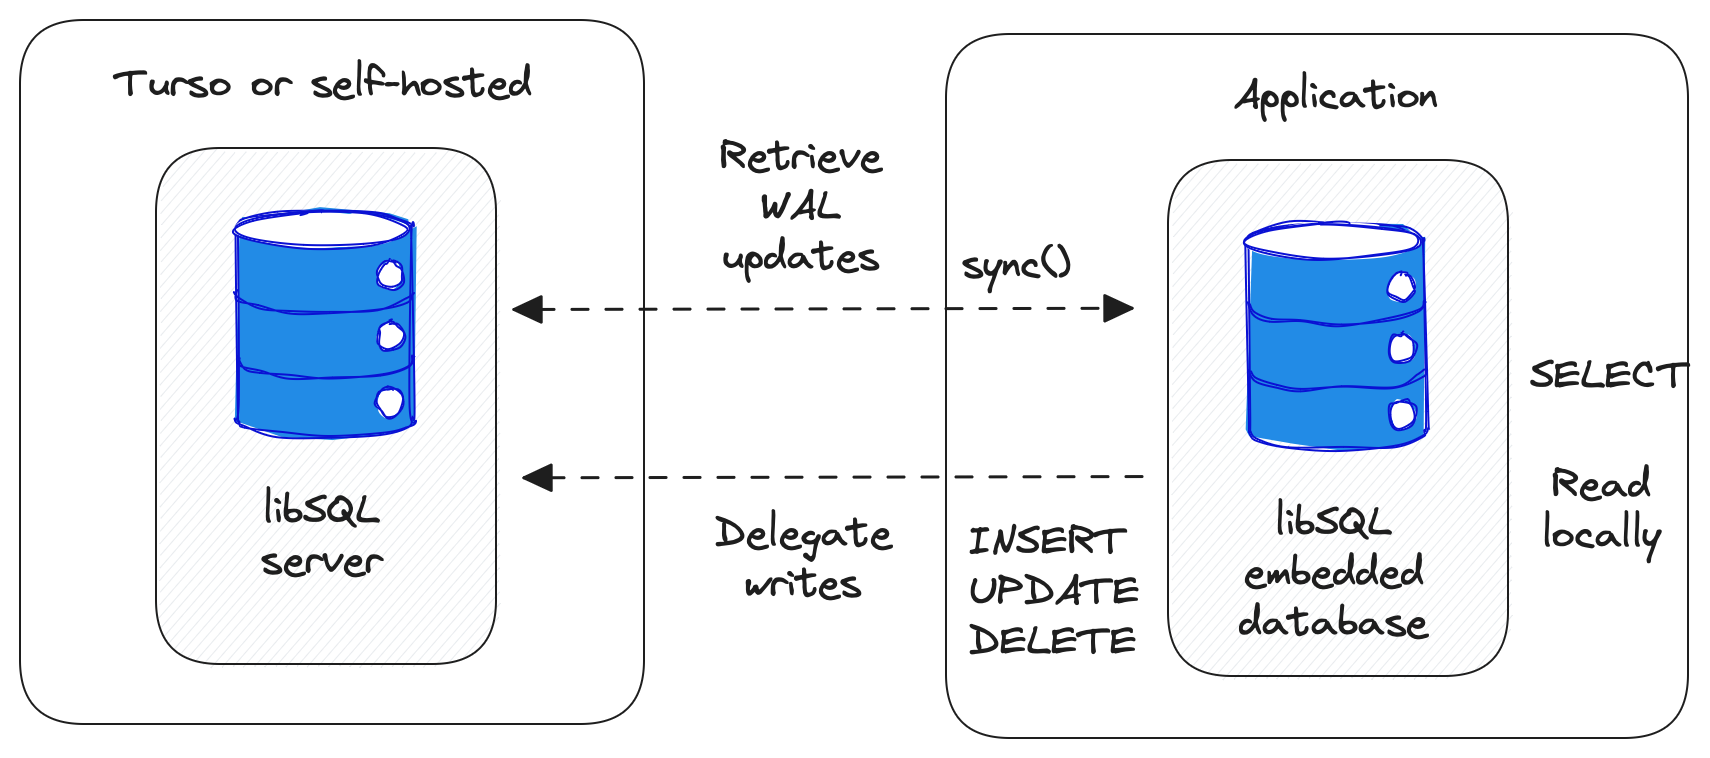 Turso or self-hosted
libSQL
server
Retrieve
WAL
updates
Delegate
writes
Application
sync()
INSERT
UPDATE
DELETE
libSQL
embedded
database
SELECT
Read
locally